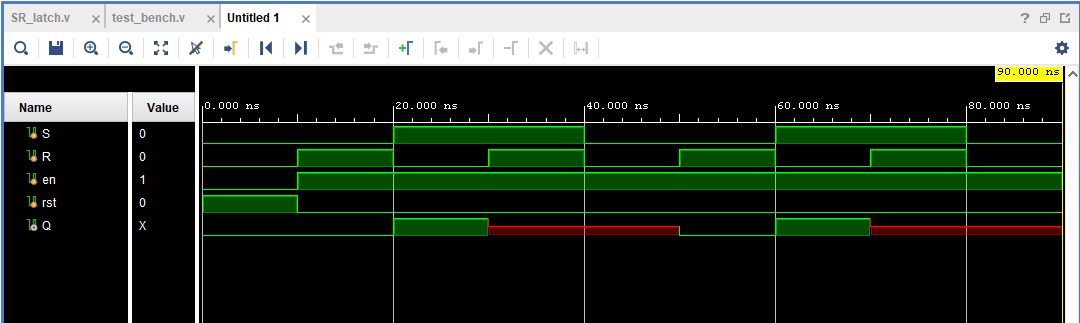 SR_latch.v × test_bench.v × Untitled 1 ×
?
90.000 ns
Name Value
0.000 ns 20.000 ns 40.000 ns 60.000 ns 80.000 ns
S 0
R 0
en 1
rst 0
Q X